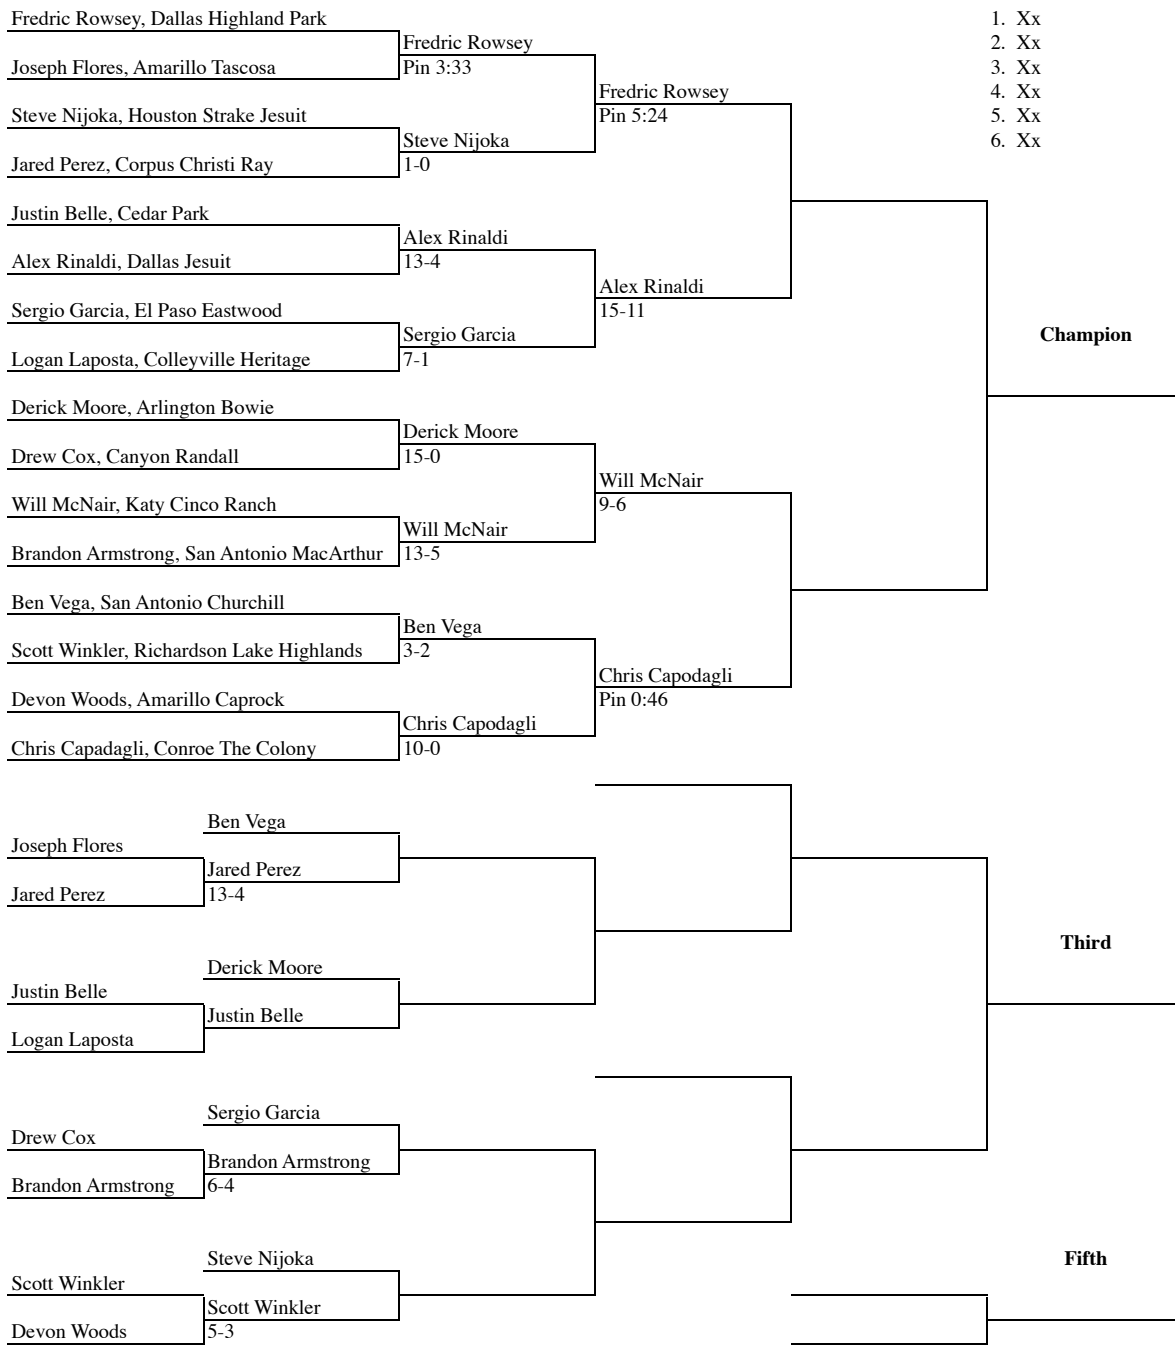 Fredric Rowsey, Dallas Highland Park
1. Xx
Fredric Rowsey
2. Xx
Joseph Flores, Amarillo Tascosa
Pin 3:33
3. Xx
Fredric Rowsey
4. Xx
Steve Nijoka, Houston Strake Jesuit
Pin 5:24
5. Xx
Steve Nijoka
6. Xx
Jared Perez, Corpus Christi Ray
1-0
Justin Belle, Cedar Park
Alex Rinaldi
Alex Rinaldi, Dallas Jesuit
13-4
Alex Rinaldi
Sergio Garcia, El Paso Eastwood
15-11
Sergio Garcia
Champion
Logan Laposta, Colleyville Heritage
7-1
Derick Moore, Arlington Bowie
Derick Moore
Drew Cox, Canyon Randall
15-0
Will McNair
Will McNair, Katy Cinco Ranch
9-6
Will McNair
Brandon Armstrong, San Antonio MacArthur
13-5
Ben Vega, San Antonio Churchill
Ben Vega
Scott Winkler, Richardson Lake Highlands
3-2
Chris Capodagli
Devon Woods, Amarillo Caprock
Pin 0:46
Chris Capodagli
Chris Capadagli, Conroe The Colony
10-0
Ben Vega
Joseph Flores
Jared Perez
Jared Perez
13-4
Third
Derick Moore
Justin Belle
Justin Belle
Logan Laposta
Sergio Garcia
Drew Cox
Brandon Armstrong
Brandon Armstrong
6-4
Steve Nijoka
Fifth
Scott Winkler
Scott Winkler
Devon Woods
5-3